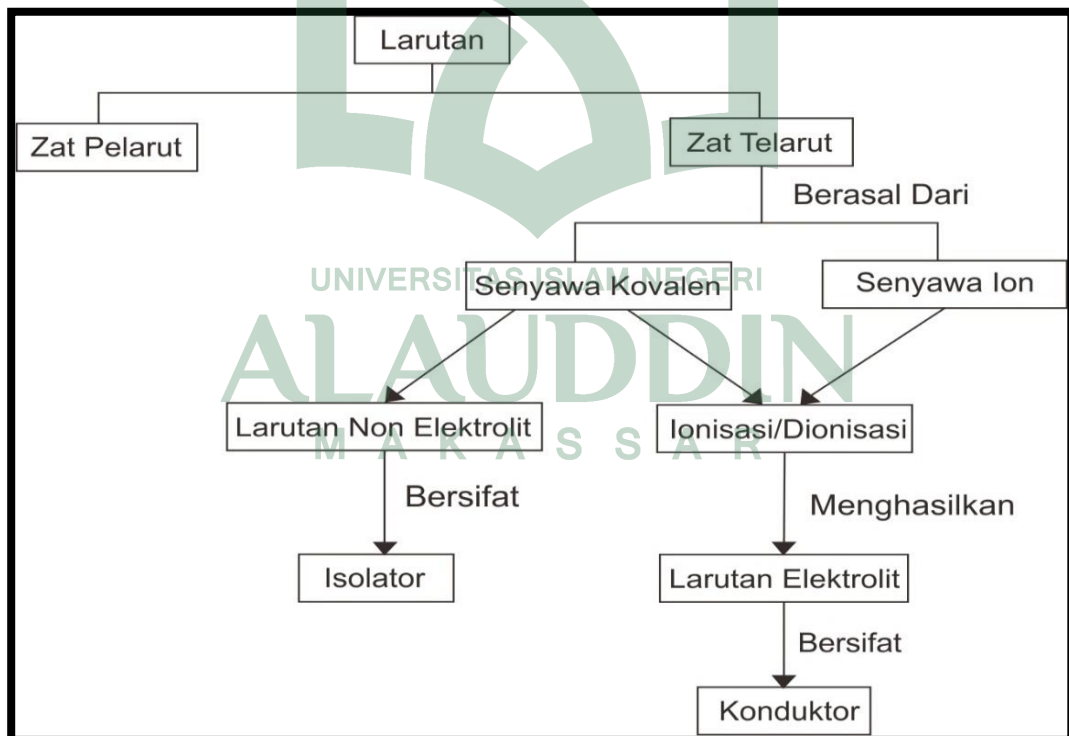 Larutan
Zat Pelarut
Zat Telarut
Berasal Dari
UNIVERSITAS ISLAM NEGERI
Senyawa Kovalen
Senyawa Ion
ALAUDDIN
Larutan Non Elektrolit
Ionisasi/Dionisasi
MAKASSAR
Bersifat
Menghasilkan
Isolator
Larutan Elektrolit
Bersifat
Konduktor